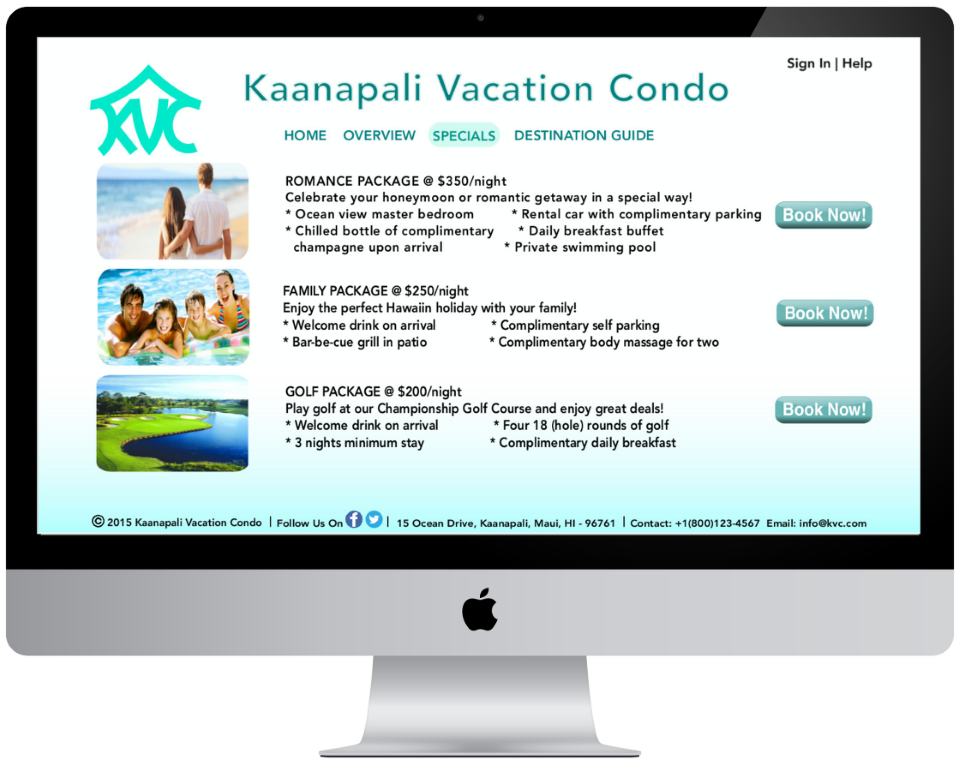 Sign In | Help
KVC
Kaanapali Vacation Condo
HOME OVERVIEW SPECIALS DESTINATION GUIDE
ROMANCE PACKAGE @ $350/night
Celebrate your honeymoon or romantic getaway in a special way!
* Ocean view master bedroom * Rental car with complimentary parking
* Chilled bottle of complimentary * Daily breakfast buffet
champagne upon arrival * Private swimming pool
Book Now!
FAMILY PACKAGE @ $250/night
Enjoy the perfect Hawaiin holiday with your family!
* Welcome drink on arrival * Complimentary self parking
* Bar-be-cue grill in patio * Complimentary body massage for two
Book Now!
GOLF PACKAGE @ $200/night
Play golf at our Championship Golf Course and enjoy great deals!
* Welcome drink on arrival * Four 18 (hole) rounds of golf
* 3 nights minimum stay * Complimentary daily breakfast
Book Now!
© 2015 Kaanapali Vacation Condo | Follow Us On f | 15 Ocean Drive, Kaanapali, Maui, HI - 96761 | Contact: +1(800)123-4567 Email: info@kvc.com